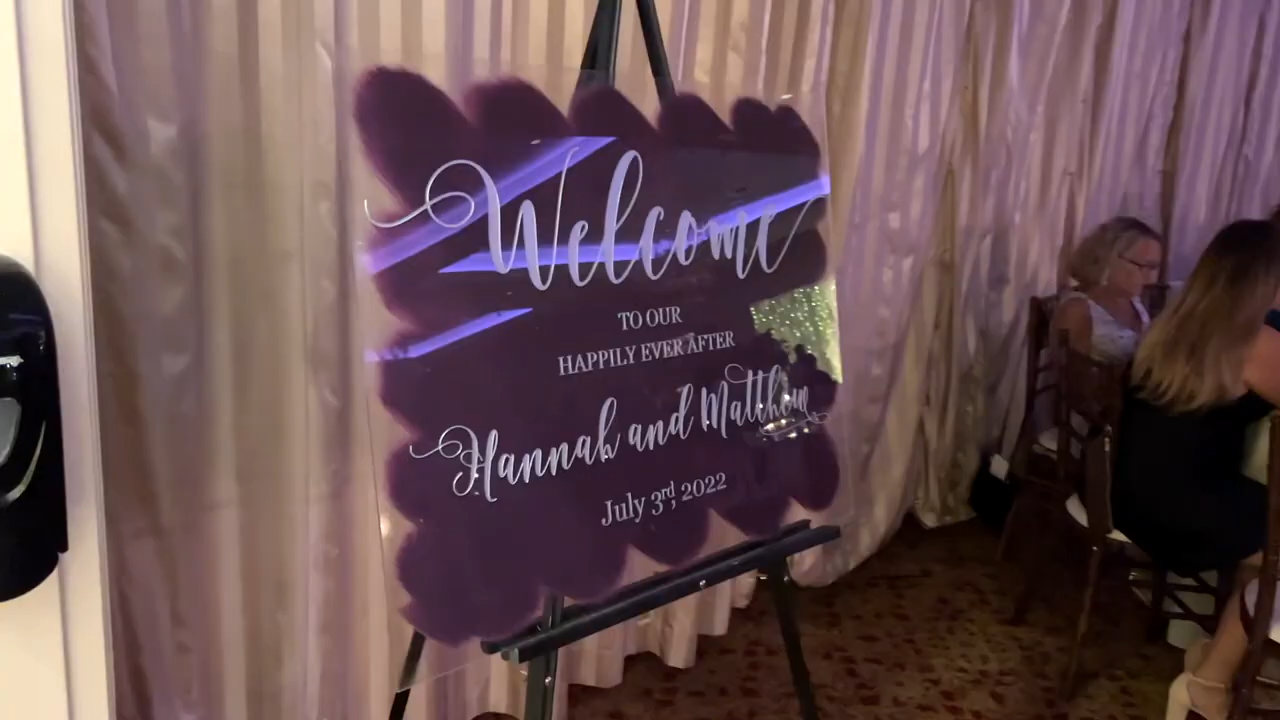 Welcome
TO OUR
HAPPILY EVER AFTER
Hannah and Matthew
July 3rd, 2022